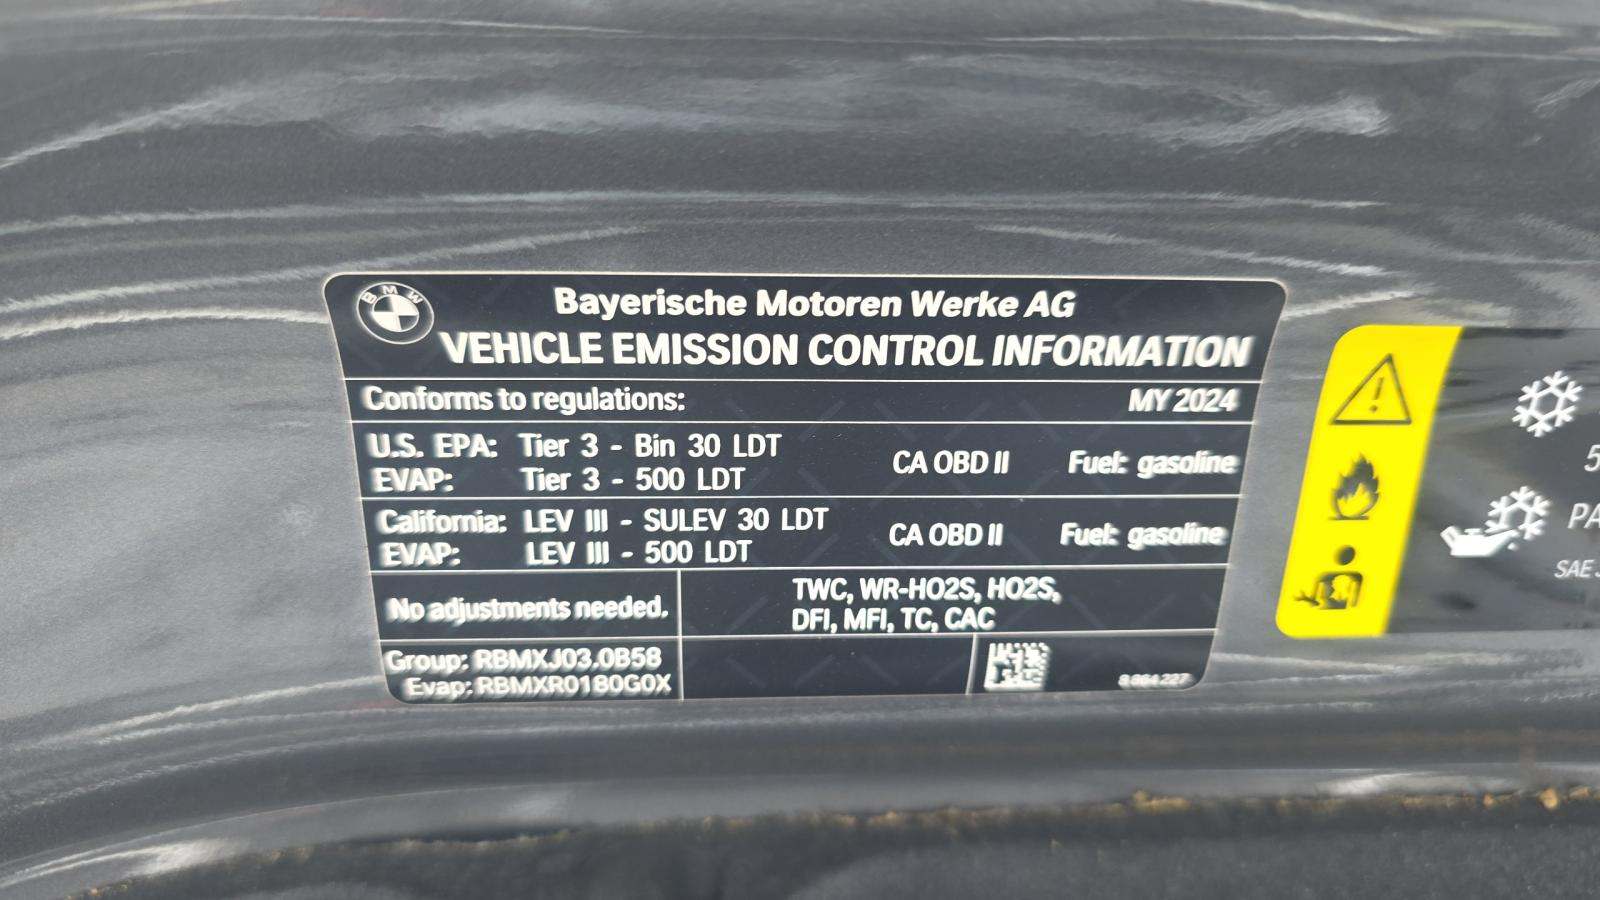 BMW
Bayerische Motoren Werke AG
VEHICLE EMISSION CONTROL INFORMATION
Conforms to regulations: MY 2024
U.S. EPA: Tier 3 - Bin 30 LDT
EVAP: Tier 3 - 500 LDT
CA OBD II Fuel: gasoline
California: LEV III - SULEV 30 LDT
EVAP: LEV III - 500 LDT
CA OBD II Fuel: gasoline
No adjustments needed.
TWC, WR-HO2S, HO2S,
DFI, MFI, TC, CAC
Group: RBMXJ03.0B58
Evap: RBMXR0180G0X
5
PA
SAE